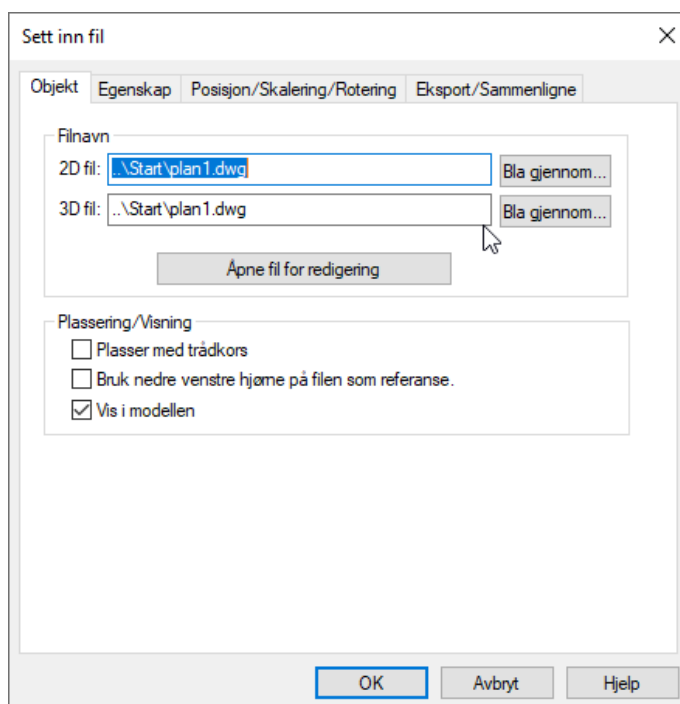 Sett inn fil
Objekt Egenskap Posisjon/Skalering/Rotering Eksport/Sammenligne
Filnavn
2D fil: ..\Start\plan1.dwg Bla gjennom...
3D fil: ..\Start\plan1.dwg Bla gjennom...
Åpne fil for redigering
Plassering/Visning
Plasser med trådkors
Bruk nedre venstre hjørne på filen som referanse.
Vis i modellen
OK Avbryt Hjelp